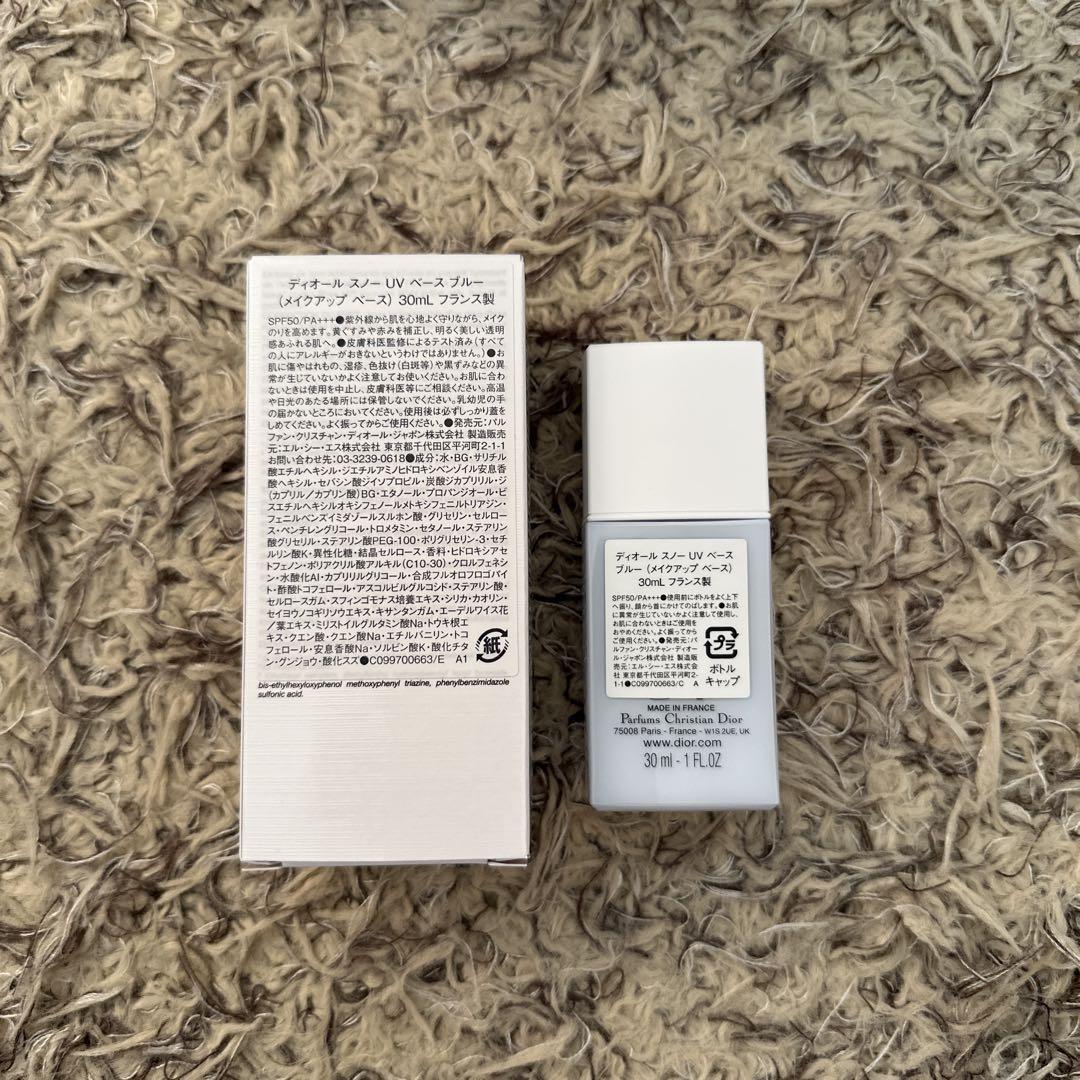 ディオール スノー UV ベース ブルー
（メイクアップ ベース）30mL フランス製
SPF50/PA+++●紫外線から肌を心地よく守りながら、メイク
のりを高めます。黄ぐすみや赤みを補正し、明るく美しい透明
感あふれる肌へ。●皮膚科医監修によるテスト済み(すべて
の人にアレルギーがおきないというわけではありません。)●お
肌に傷やはれもの、湿疹、色抜け(白斑等)や黒ずみなどの異
常が生じていないかよく注意してお使いください。お肌に合わ
ないときは使用を中止し、皮膚科医等にご相談ください。高温
や日光のあたる場所には保管しないでください。乳幼児の手
の届かないところにおいてください。使用後は必ずしっかり蓋を
しめてください。よく振ってからご使用ください。●発売元：パル
ファン・クリスチャン・ディオール・ジャポン株式会社 製造販売
元：エル・シー・エス株式会社 東京都千代田区平河町2-1-1
お問い合わせ先：03-3239-0618●成分：水・BG・サリチル
酸エチルヘキシル・ジエチルアミノヒドロキシベンゾイル安息香
酸ヘキシル・セバシン酸ジイソプロピル・炭酸ジカプリリル・ジ
(カプリル/カプリン酸)BG・エタノール・プロパンジオール・ビ
スエチルヘキシルオキシフェノールメトキシフェニルトリアジン・
フェニルベンズイミダゾールスルホン酸・グリセリン・セルロー
ス・ペンチレングリコール・トロメタミン・セタノール・ステアリン
酸グリセリル・ステアリン酸PEG-100・ポリグリセリン-3・セチ
ルリン酸K・異性化糖・結晶セルロース・香料・ヒドロキシアセ
トフェノン・ポリアクリル酸アルキル(C10-30)・クロルフェネシ
ン・水酸化Al・カプリリルグリコール・合成フルオロフロゴパイ
ト・酢酸トコフェロール・アスコルビルグルコシド・ステアリン酸・
セルロースガム・スフィンゴモナス培養エキス・シリカ・カオリン・
セイヨウノコギリソウエキス・キサンタンガム・エーデルワイス花
／葉エキス・ミリストイルグルタミン酸Na・トウキ根エ
キス・クエン酸・クエン酸Na・エチルバニリン・トコ
フェロール・安息香酸Na・ソルビン酸K・酸化チタ
ン・グンジョウ・酸化スズ●C099700663/E A1
紙
bis-ethylhexyloxyphenol methoxyphenyl triazine, phenylbenzimidazole
sulfonic acid.
ディオール スノー UV ベース
ブルー（メイクアップ ベース）
30mL フランス製
SPF50/PA+++●使用前にボトルをよく上下
へ振り、顔から首にかけてのばします。●お肌
に異常が生じていないかよく注意して使用し、
お肌に合わないときはご使用を
おやめください。よく振ってから
ご使用ください。●発売元：パ
ルファン・クリスチャン・ディオー
ル・ジャポン株式会社 製造販
売元：エル・シー・エス株式会
社 東京都千代田区平河町2-
1-1●C099700663/C A
プラ
ボトル
キャップ
MADE IN FRANCE
Parfums Christian Dior
75008 Paris - France - W1S 2UE, UK
www.dior.com
30 ml - 1 FL.OZ